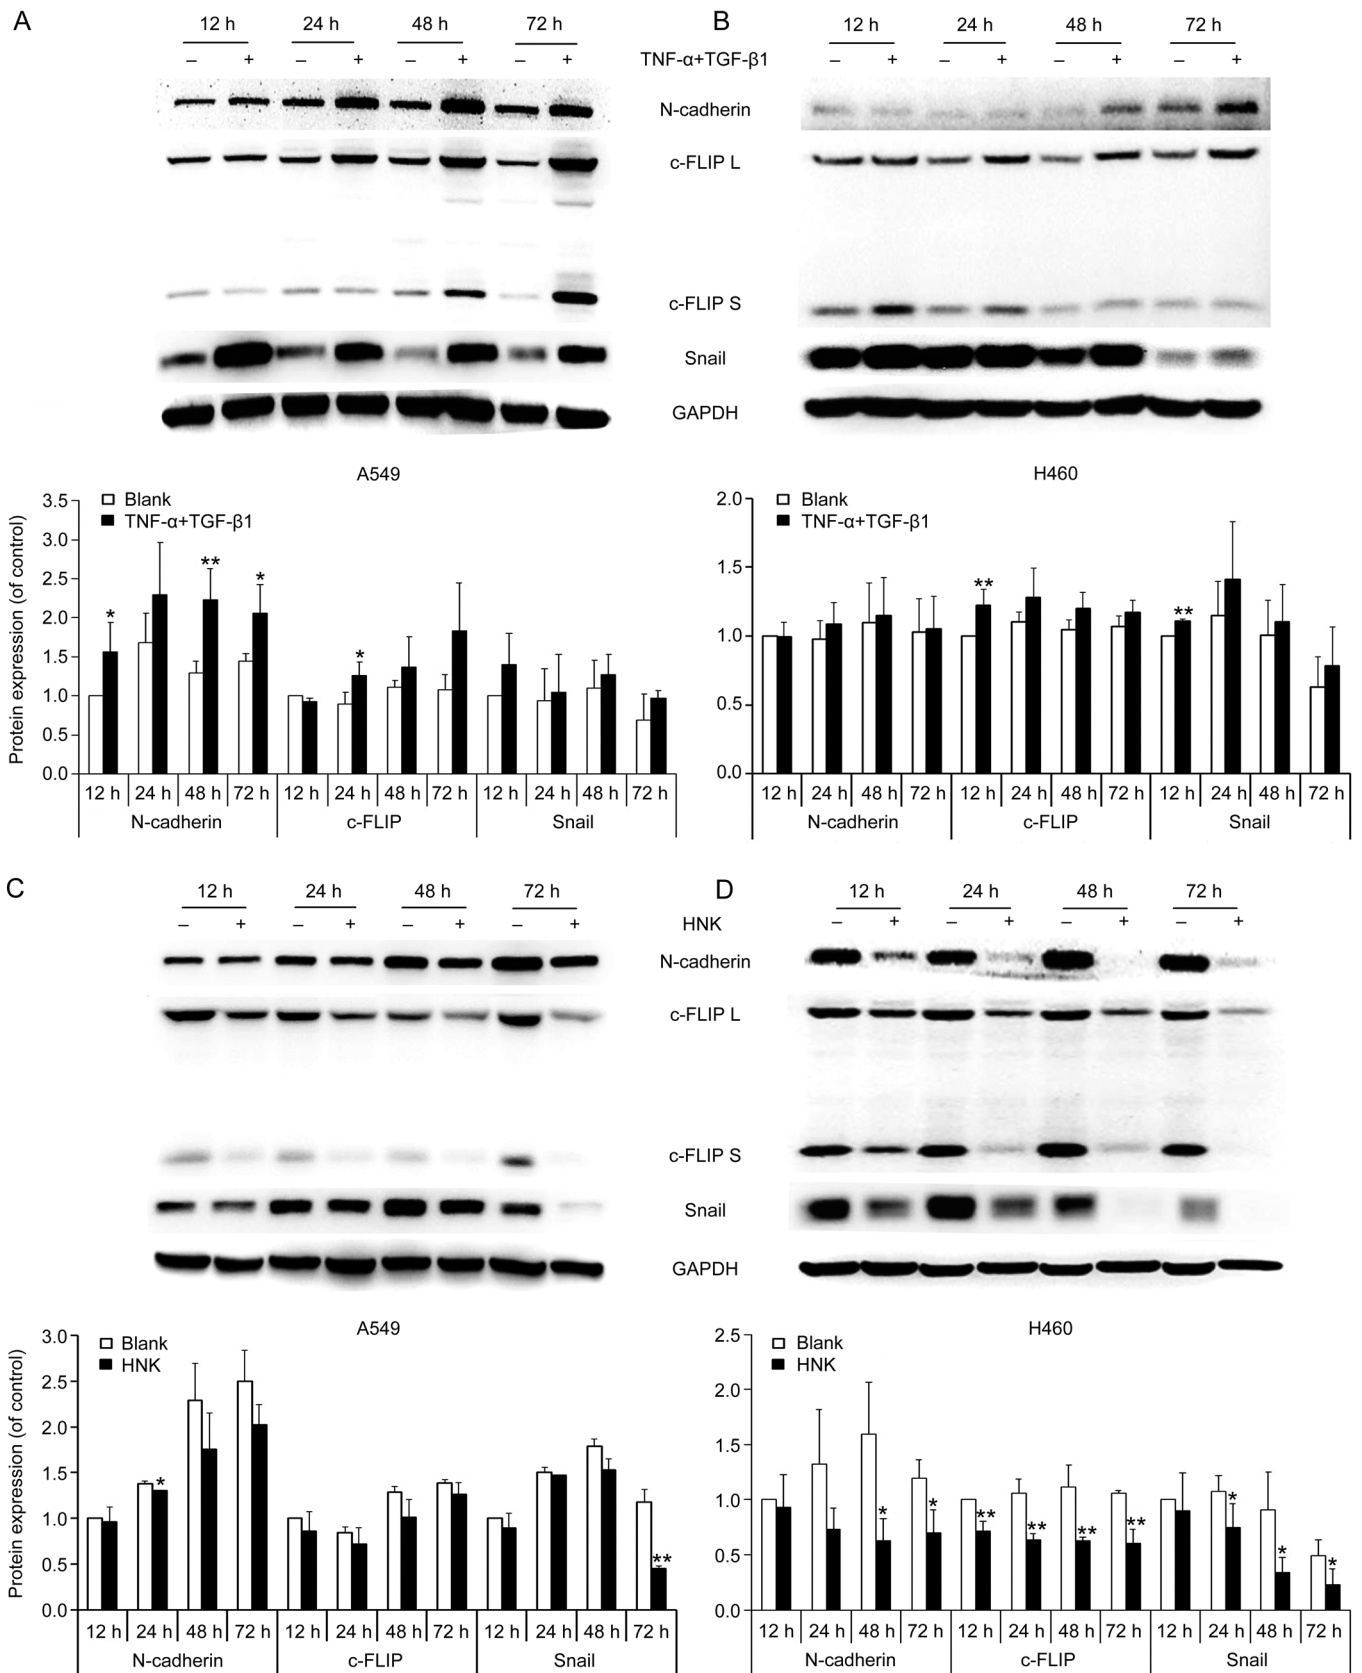 A
12 h 24 h 48 h 72 h
– + – + – + – +
B
12 h 24 h 48 h 72 h
TNF-α+TGF-β1 – + – + – + – +
N-cadherin
c-FLIP L
c-FLIP S
Snail
GAPDH
A549
Protein expression (of control)
3.5
3.0
2.5
2.0
1.5
1.0
0.5
0.0
Blank
TNF-α+TGF-β1
* ** * *
12 h 24 h 48 h 72 h 12 h 24 h 48 h 72 h 12 h 24 h 48 h 72 h
N-cadherin c-FLIP Snail
H460
2.0
1.5
1.0
0.5
0.0
Blank
TNF-α+TGF-β1
** **
12 h 24 h 48 h 72 h 12 h 24 h 48 h 72 h 12 h 24 h 48 h 72 h
N-cadherin c-FLIP Snail
C
12 h 24 h 48 h 72 h
– + – + – + – +
D
12 h 24 h 48 h 72 h
HNK – + – + – + – +
N-cadherin
c-FLIP L
c-FLIP S
Snail
GAPDH
A549
Protein expression (of control)
3.0
2.5
2.0
1.5
1.0
0.5
0.0
Blank
HNK
* **
12 h 24 h 48 h 72 h 12 h 24 h 48 h 72 h 12 h 24 h 48 h 72 h
N-cadherin c-FLIP Snail
H460
2.5
2.0
1.5
1.0
0.5
0.0
Blank
HNK
* * ** ** ** ** * * *
12 h 24 h 48 h 72 h 12 h 24 h 48 h 72 h 12 h 24 h 48 h 72 h
N-cadherin c-FLIP Snail